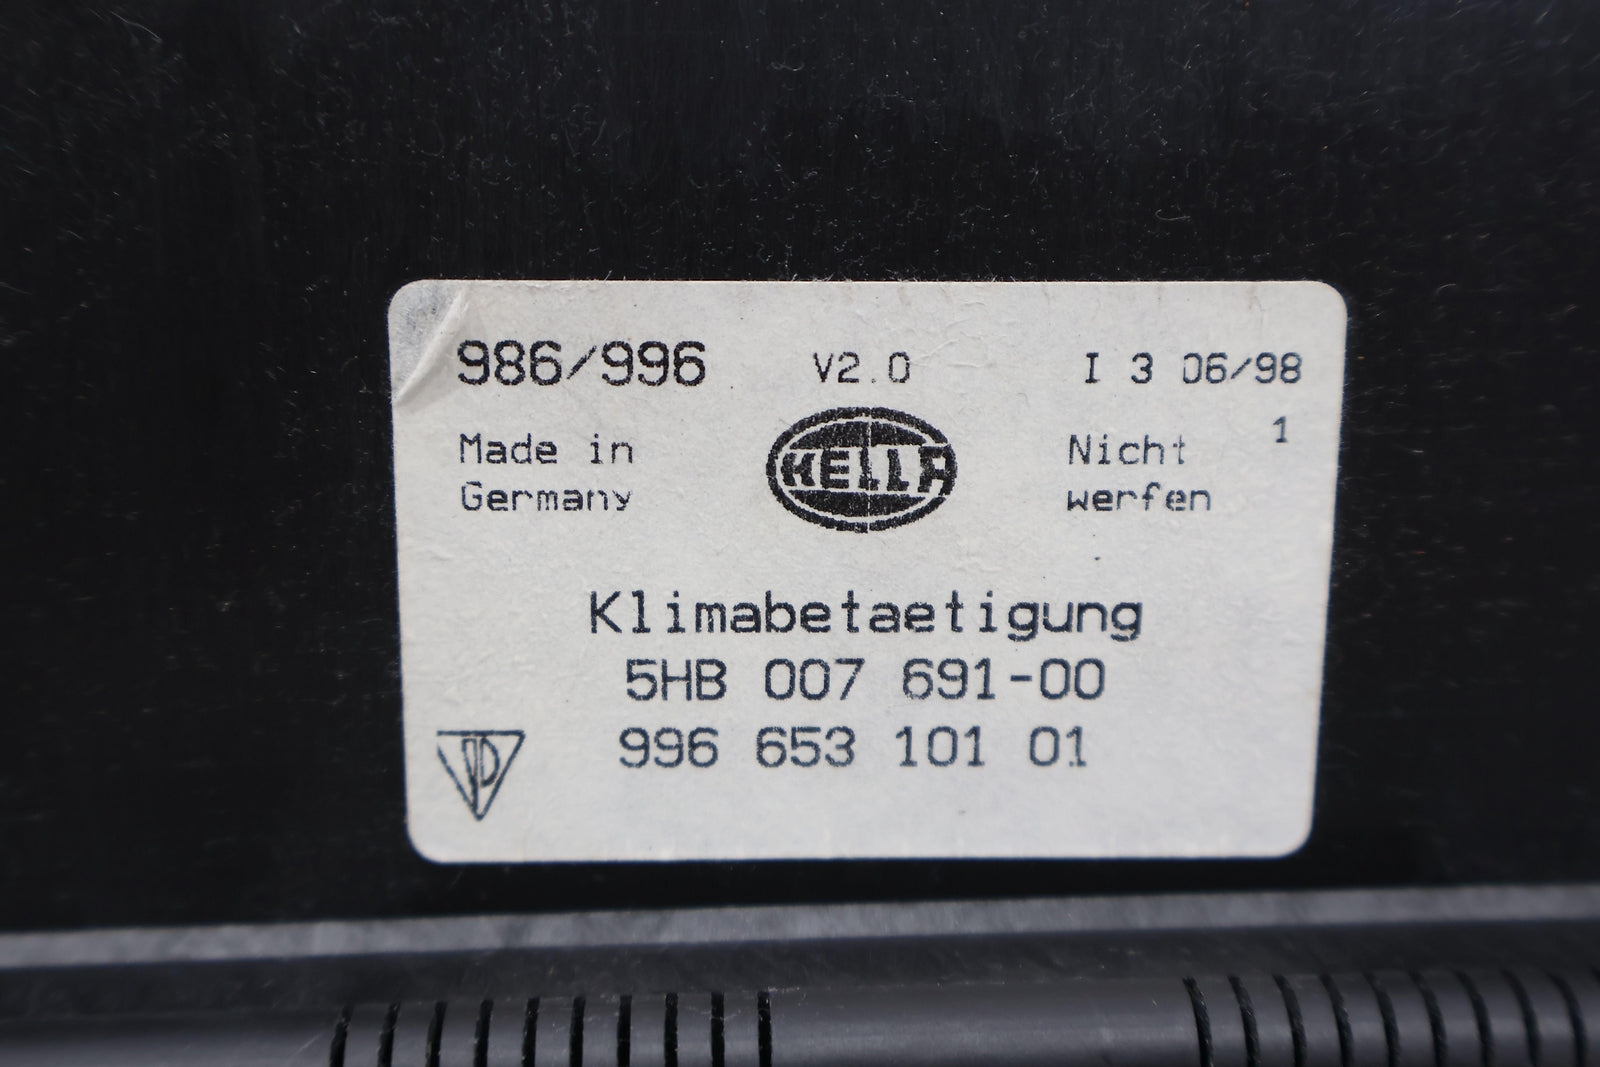 986/996 V2.0 I 3 06/98
1
Made in
Germany
HELLA
Nicht
werfen
Klimabetaetigung
5HB 007 691-00
996 653 101 01